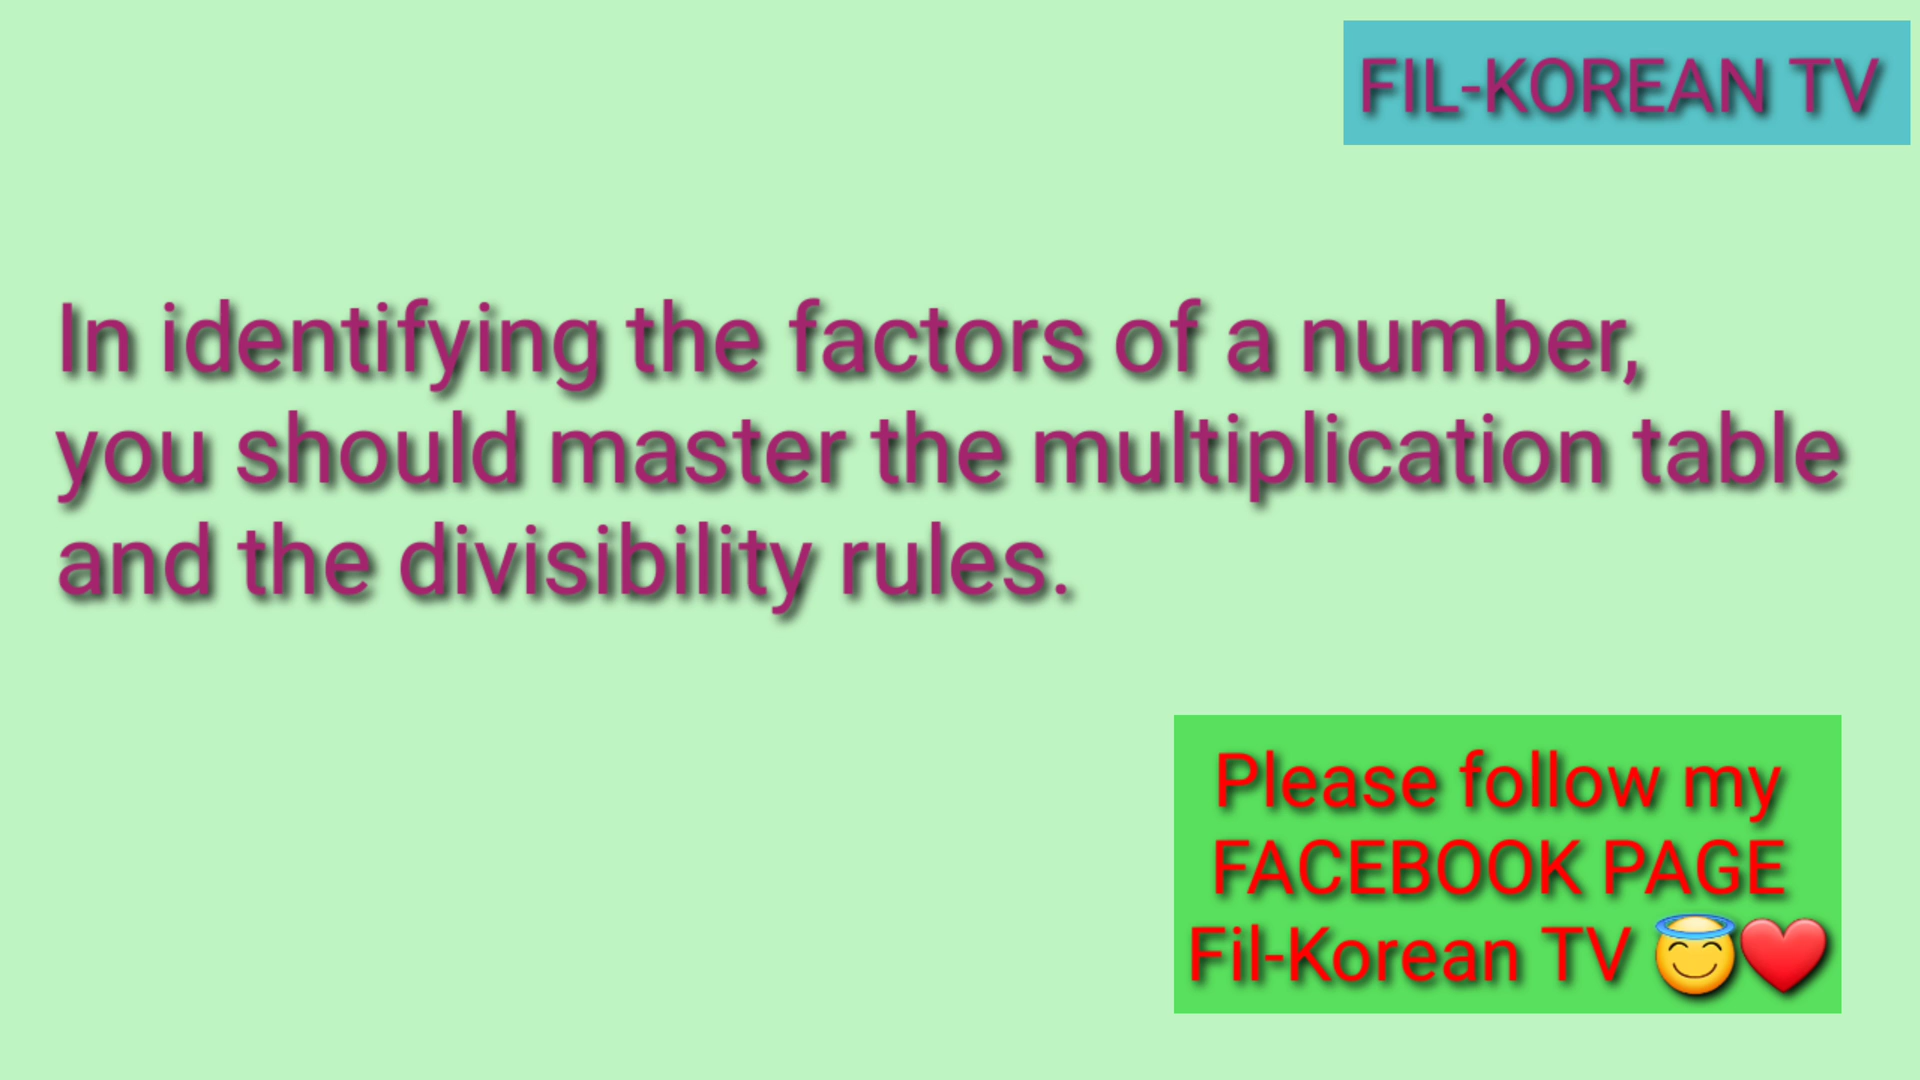 FIL-KOREAN TV
In identifying the factors of a number,
you should master the multiplication table
and the divisibility rules.
Please follow my
FACEBOOK PAGE
Fil-Korean TV 😇❤️